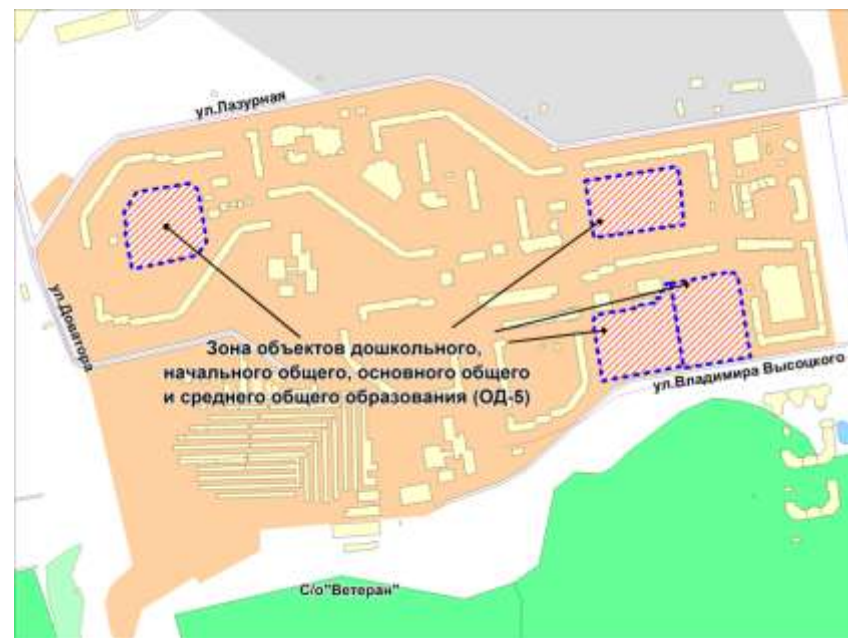 ул.Лазурная
ул.Доватора
Зона объектов дошкольного,
начального общего, основного общего
и среднего общего образования (ОД-5)
ул.Владимира Высоцкого
С/о"Ветеран"